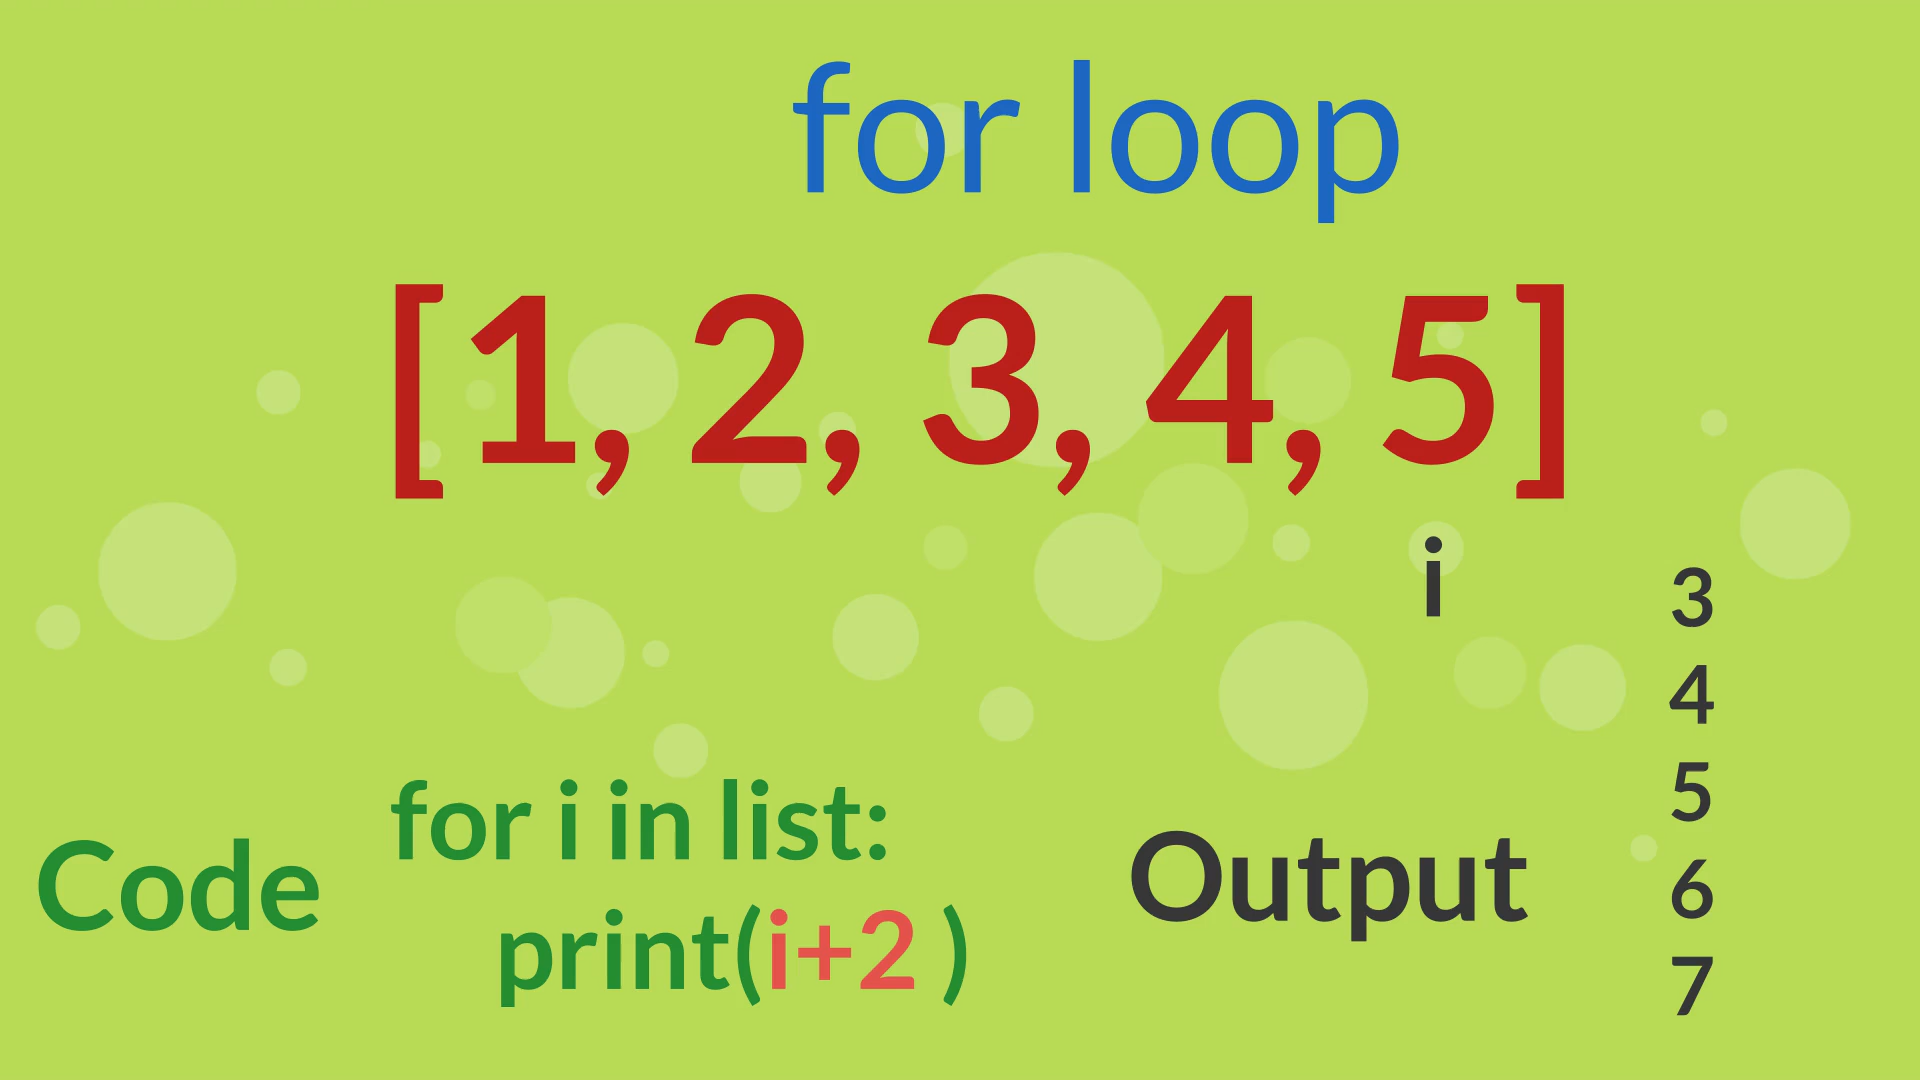 for loop
[1, 2, 3, 4, 5]
i
Code
for i in list:
print(i+2 )
Output
3
4
5
6
7